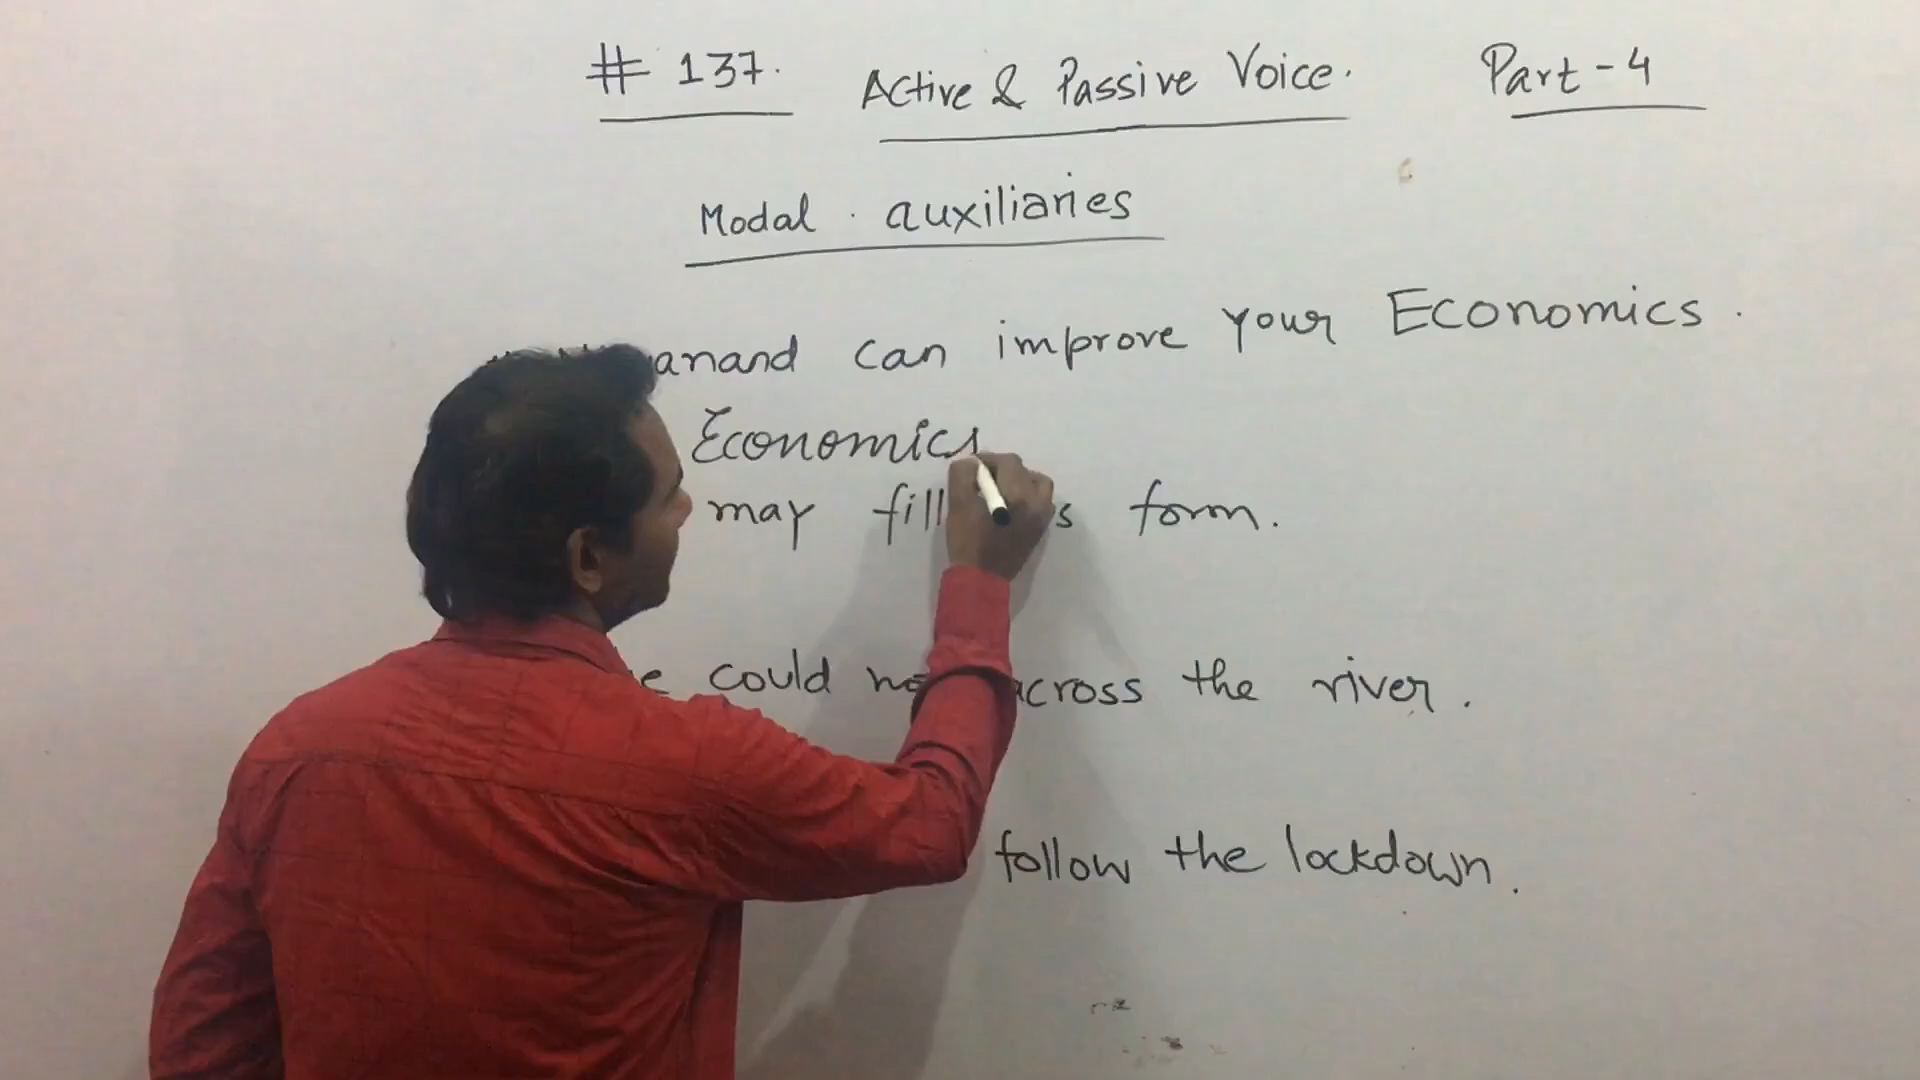 # 137. Active & Passive Voice. Part - 4
Modal auxiliaries
can improve your Economics.
Economics
may fill form.
could across the river.
follow the lockdown.